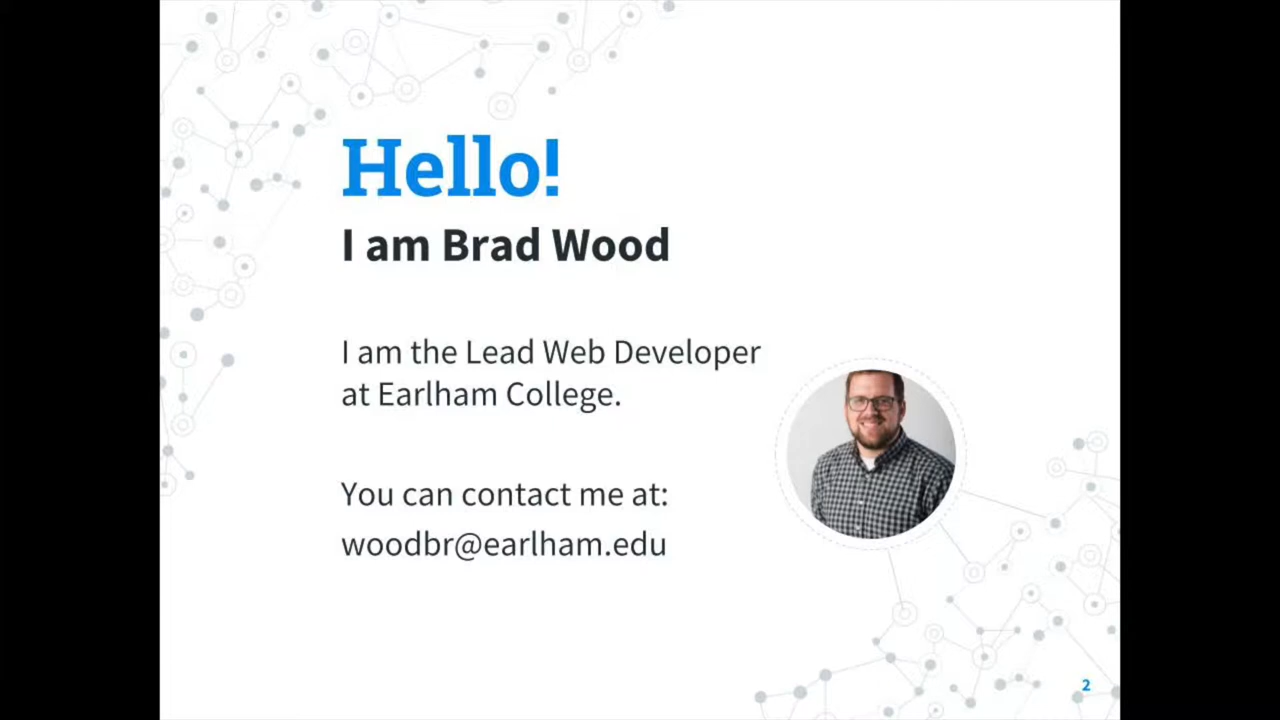 Hello!
I am Brad Wood
I am the Lead Web Developer
at Earlham College.
You can contact me at:
woodbr@earlham.edu
2